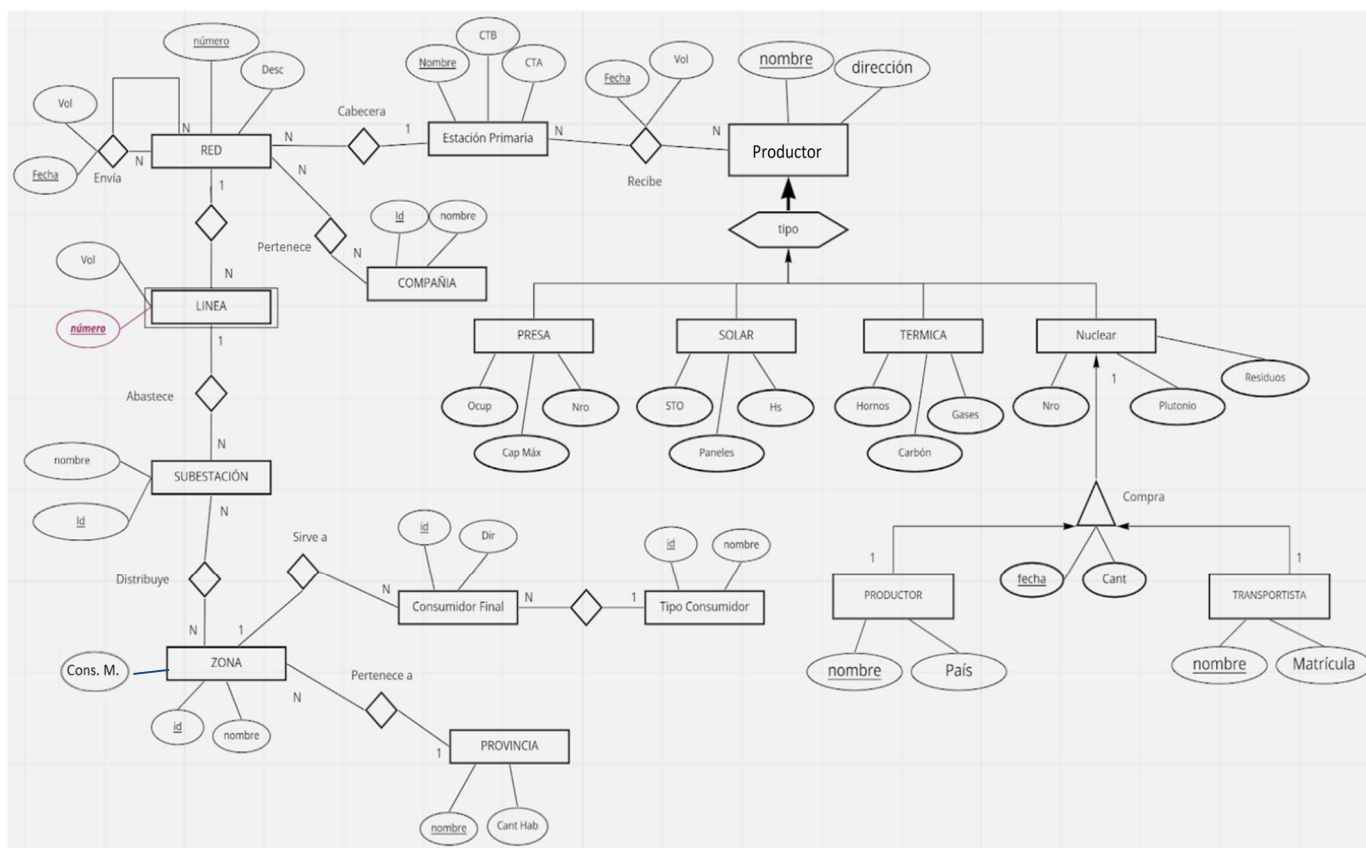 número
Desc
Vol
Fecha
Envía
N
N
RED
N
Cabecera
1
Nombre
CTB
CTA
Estación Primaria
N
Fecha
Vol
Recibe
N
nombre
dirección
Productor
tipo
1
N
Pertenece
N
Id
nombre
COMPAÑIA
N
Vol
número
LINEA
1
Abastece
N
nombre
Id
SUBESTACIÓN
N
Distribuye
N
PRESA
Ocup
Cap Máx
Nro
SOLAR
STO
Paneles
Hs
TERMICA
Hornos
Carbón
Gases
Nuclear
Nro
Plutonio
Residuos
1
Compra
fecha
Cant
1
PRODUCTOR
nombre
País
1
TRANSPORTISTA
nombre
Matrícula
Sirve a
1
N
id
Dir
Consumidor Final
N
1
id
nombre
Tipo Consumidor
Cons. M.
ZONA
id
nombre
N
Pertenece a
1
PROVINCIA
nombre
Cant Hab